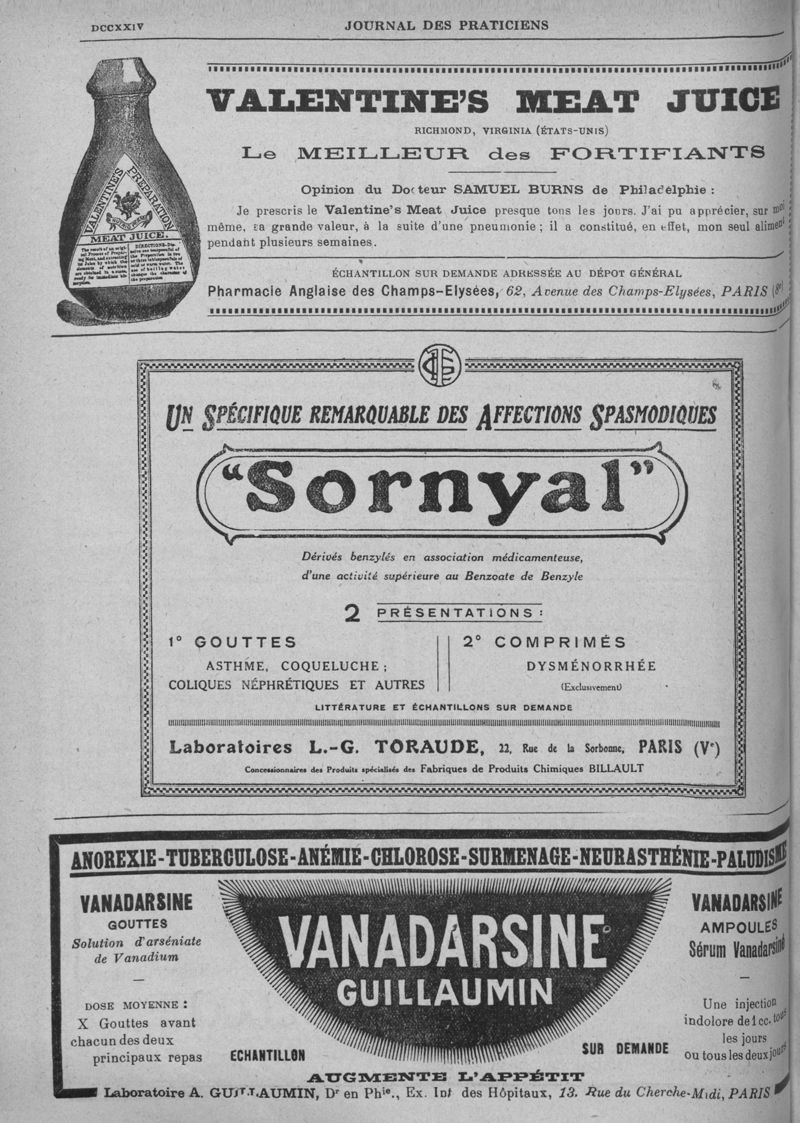 DCCXXIV
JOURNAL DES PRATICIENS
VALENTINE'S MEAT JUICE
RICHMOND, VIRGINIA (ÉTATS-UNIS)
Le MEILLEUR des FORTIFIANTS
Opinion du Docteur SAMUEL BURNS de Philadelphie :
Je prescris le Valentine's Meat Juice presque tous les jours. J'ai pu apprécier, sur moi
même, sa grande valeur, à la suite d'une pneumonie ; il a constitué, en effet, mon seul aliment
pendant plusieurs semaines.
ÉCHANTILLON SUR DEMANDE ADRESSÉE AU DÉPOT GÉNÉRAL
Pharmacie Anglaise des Champs-Elysées, 62, Avenue des Champs-Elysées, PARIS
VALENTINE'S
PREPARATION
MEAT JUICE.
UN SPÉCIFIQUE REMARQUABLE DES AFFECTIONS SPASMODIQUES
"Sornyal"
Dérivés benzylés en association médicamenteuse,
d'une activité supérieure au Benzoate de Benzyle
2 PRÉSENTATIONS :
1° GOUTTES
ASTHME, COQUELUCHE ;
COLIQUES NÉPHRÉTIQUES ET AUTRES
2° COMPRIMÉS
DYSMÉNORRHÉE
(Exclusivement)
LITTÉRATURE ET ÉCHANTILLONS SUR DEMANDE
Laboratoires L.-G. TORAUDE, 22, Rue de la Sorbonne, PARIS (Ve)
Concessionnaires des Produits spécialisés des Fabriques de Produits Chimiques BILLAULT
ANOREXIE-TUBERCULOSE-ANÉMIE-CHLOROSE-SURMENAGE-NEURASTHÉNIE-PALUDISME
VANADARSINE
GOUTTES
Solution d'arséniate
de Vanadium
DOSE MOYENNE :
X Gouttes avant
chacun des deux
principaux repas
VANADARSINE
GUILLAUMIN
ECHANTILLON
SUR DEMANDE
VANADARSINE
AMPOULES
Sérum Vanadarsiné
Une injection
indolore de 1 cc. tous
les jours
ou tous les deux jours
AUGMENTE L'APPÉTIT
Laboratoire A. GUILLAUMIN, Dr en Phie., Ex. Int des Hôpitaux, 13. Rue du Cherche-Midi, PARIS